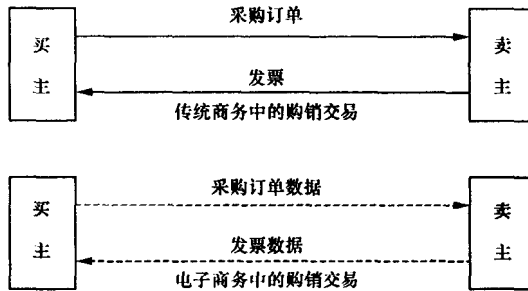 采购订单
买主
卖主
发票
传统商务中的购销交易
采购订单数据
买主
卖主
发票数据
电子商务中的购销交易